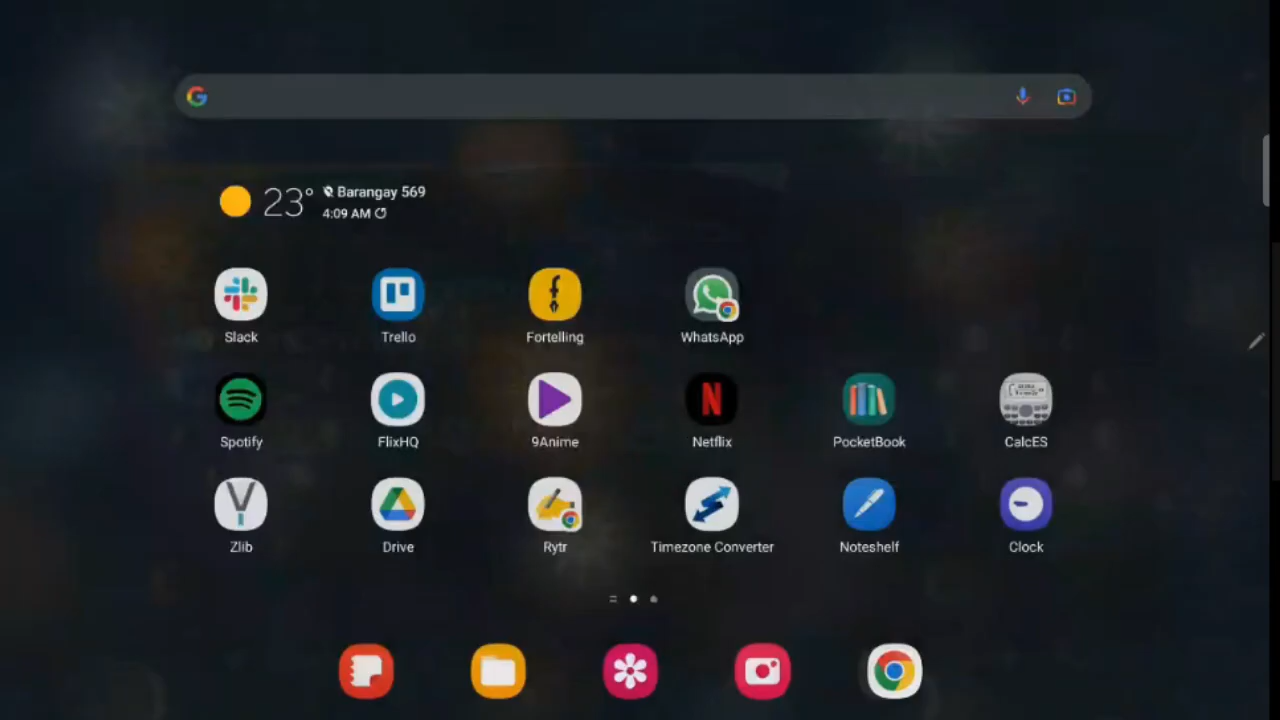 23°
Barangay 569
4:09 AM
Slack
Trello
Fortelling
WhatsApp
Spotify
FlixHQ
9Anime
Netflix
PocketBook
CalcES
Zlib
Drive
Rytr
Timezone Converter
Noteshelf
Clock